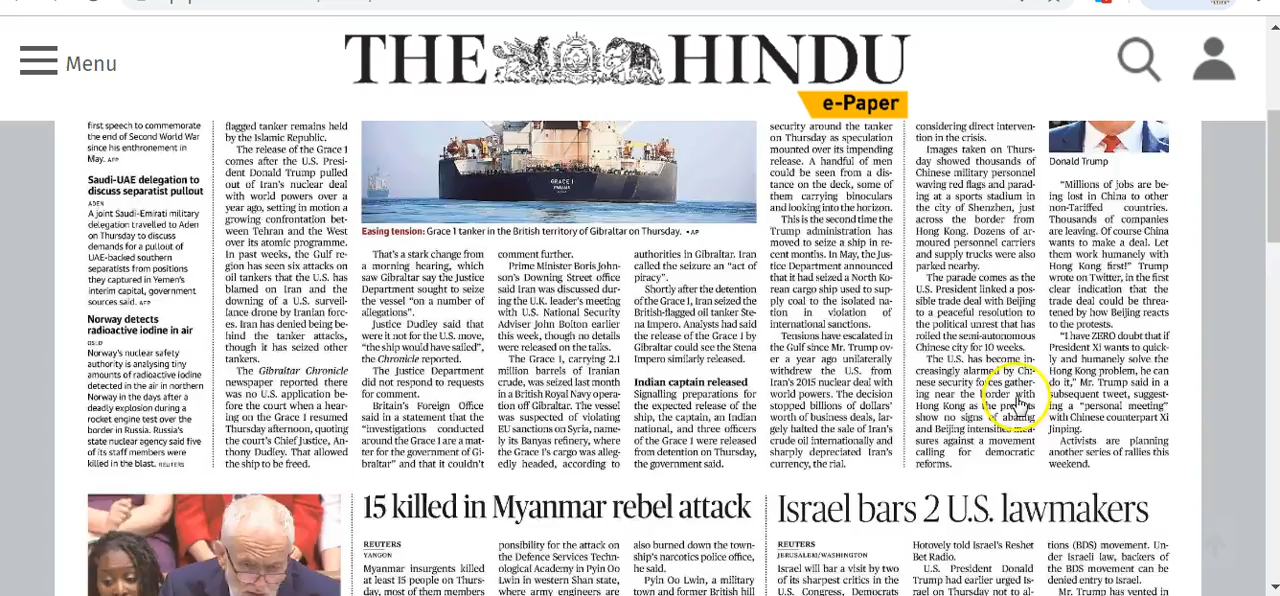 Menu
THE HINDU
e-Paper
first speech to commemorate
the end of Second World War
since his enthronement in
May. AFP
Saudi-UAE delegation to
discuss separatist pullout
ADEN
A joint Saudi-Emirati military
delegation travelled to Aden
on Thursday to discuss
demands for a pullout of
UAE-backed southern
separatists from positions
they captured in Yemen's
interim capital, government
sources said. AFP
Norway detects
radioactive iodine in air
OSLO
Norway's nuclear safety
authority is analysing tiny
amounts of radioactive iodine
detected in the air in northern
Norway in the days after a
deadly explosion during a
rocket engine test over the
border in Russia. Russia's
state nuclear agency said five
of its staff members were
killed in the blast. REUTERS
flagged tanker remains held
by the Islamic Republic.
The release of the Grace 1
comes after the U.S. Presi-
dent Donald Trump pulled
out of Iran's nuclear deal
with world powers over a
year ago, setting in motion a
growing confrontation bet-
ween Tehran and the West
over its atomic programme.
In past weeks, the Gulf re-
gion has seen six attacks on
oil tankers that the U.S. has
blamed on Iran and the
downing of a U.S. surveil-
lance drone by Iranian forc-
es. Iran has denied being be-
hind the tanker attacks,
though it has seized other
tankers.
The Gibraltar Chronicle
newspaper reported there
was no U.S. application be-
fore the court when a hear-
ing on the Grace 1 resumed
Thursday afternoon, quoting
the court's Chief Justice, An-
thony Dudley. That allowed
the ship to be freed.
GRACE 1
PANAMA
Easing tension: Grace 1 tanker in the British territory of Gibraltar on Thursday. • AP
That's a stark change from
a morning hearing, which
saw Gibraltar say the Justice
Department sought to seize
the vessel "on a number of
allegations".
Justice Dudley said that
were it not for the U.S. move,
"the ship would have sailed",
the Chronicle reported.
The Justice Department
did not respond to requests
for comment.
Britain's Foreign Office
said in a statement that the
"investigations conducted
around the Grace 1 are a mat-
ter for the government of Gi-
braltar" and that it couldn't
comment further.
Prime Minister Boris John-
son's Downing Street office
said Iran was discussed dur-
ing the U.K. leader's meeting
with U.S. National Security
Adviser John Bolton earlier
this week, though no details
were released on the talks.
The Grace 1, carrying 2.1
million barrels of Iranian
crude, was seized last month
in a British Royal Navy opera-
tion off Gibraltar. The vessel
was suspected of violating
EU sanctions on Syria, name-
ly its Banyas refinery, where
the Grace 1's cargo was alleg-
edly headed, according to
authorities in Gibraltar. Iran
called the seizure an "act of
piracy".
Shortly after the detention
of the Grace 1, Iran seized the
British-flagged oil tanker Ste-
na Impero. Analysts had said
the release of the Grace 1 by
Gibraltar could see the Stena
Impero similarly released.
Indian captain released
Signalling preparations for
the expected release of the
ship, the captain, an Indian
national, and three officers
of the Grace 1 were released
from detention on Thursday,
the government said.
security around the tanker
on Thursday as speculation
mounted over its impending
release. A handful of men
could be seen from a dis-
tance on the deck, some of
them carrying binoculars
and looking into the horizon.
This is the second time the
Trump administration has
moved to seize a ship in re-
cent months. In May, the Jus-
tice Department announced
that it had seized a North Ko-
rean cargo ship used to sup-
ply coal to the isolated na-
tion in violation of
international sanctions.
Tensions have escalated in
the Gulf since Mr. Trump ov-
er a year ago unilaterally
withdrew the U.S. from
Iran's 2015 nuclear deal with
world powers. The decision
stopped billions of dollars'
worth of business deals, lar-
gely halted the sale of Iran's
crude oil internationally and
sharply depreciated Iran's
currency, the rial.
considering direct interven-
tion in the crisis.
Images taken on Thurs-
day showed thousands of
Chinese military personnel
waving red flags and parad-
ing at a sports stadium in
the city of Shenzhen, just
across the border from
Hong Kong. Dozens of ar-
moured personnel carriers
and supply trucks were also
parked nearby.
The parade comes as the
U.S. President linked a pos-
sible trade deal with Beijing
to a peaceful resolution to
the political unrest that has
roiled the semi-autonomous
Chinese city for 10 weeks.
The U.S. has become in-
creasingly alarmed by Chi-
nese security forces gather-
ing near the border with
Hong Kong as the protests
show no signs of abating
and Beijing intensifies mea-
sures against a movement
calling for democratic
reforms.
Donald Trump
"Millions of jobs are be-
ing lost in China to other
non-Tariffed countries.
Thousands of companies
are leaving. Of course China
wants to make a deal. Let
them work humanely with
Hong Kong first!" Trump
wrote on Twitter, in the first
clear indication that the
trade deal could be threa-
tened by how Beijing reacts
to the protests.
"I have ZERO doubt that if
President Xi wants to quick-
ly and humanely solve the
Hong Kong problem, he can
do it," Mr. Trump said in a
subsequent tweet, suggest-
ing a "personal meeting"
with Chinese counterpart Xi
Jinping.
Activists are planning
another series of rallies this
weekend.
15 killed in Myanmar rebel attack
REUTERS
YANGON
Myanmar insurgents killed
at least 15 people on Thurs-
day, most of them members
ponsibility for the attack on
the Defence Services Techn-
ological Academy in Pyin Oo
Lwin in western Shan state,
where army engineers are
also burned down the town-
ship's narcotics police office,
he said.
Pyin Oo Lwin, a military
town and former British hill
Israel bars 2 U.S. lawmakers
REUTERS
JERUSALEM/WASHINGTON
Israel will bar a visit by two
of its sharpest critics in the
U.S. Congress, Democrats
Hotovely told Israel's Reshet
Bet Radio.
U.S. President Donald
Trump had earlier urged Is-
rael on Thursday not to al-
tions (BDS) movement. Un-
der Israeli law, backers of
the BDS movement can be
denied entry to Israel.
Mr. Trump has vented in